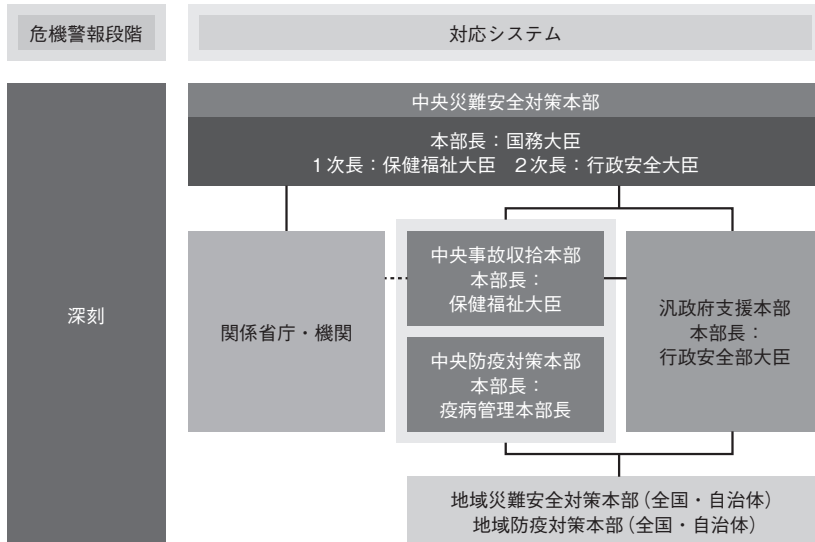 危機警報段階
対応システム
深刻
中央災難安全対策本部
本部長：国務大臣
１次長：保健福祉大臣　２次長：行政安全大臣
関係省庁・機関
中央事故収拾本部
本部長：
保健福祉大臣
中央防疫対策本部
本部長：
疫病管理本部長
汎政府支援本部
本部長：
行政安全部大臣
地域災難安全対策本部（全国・自治体）
地域防疫対策本部（全国・自治体）